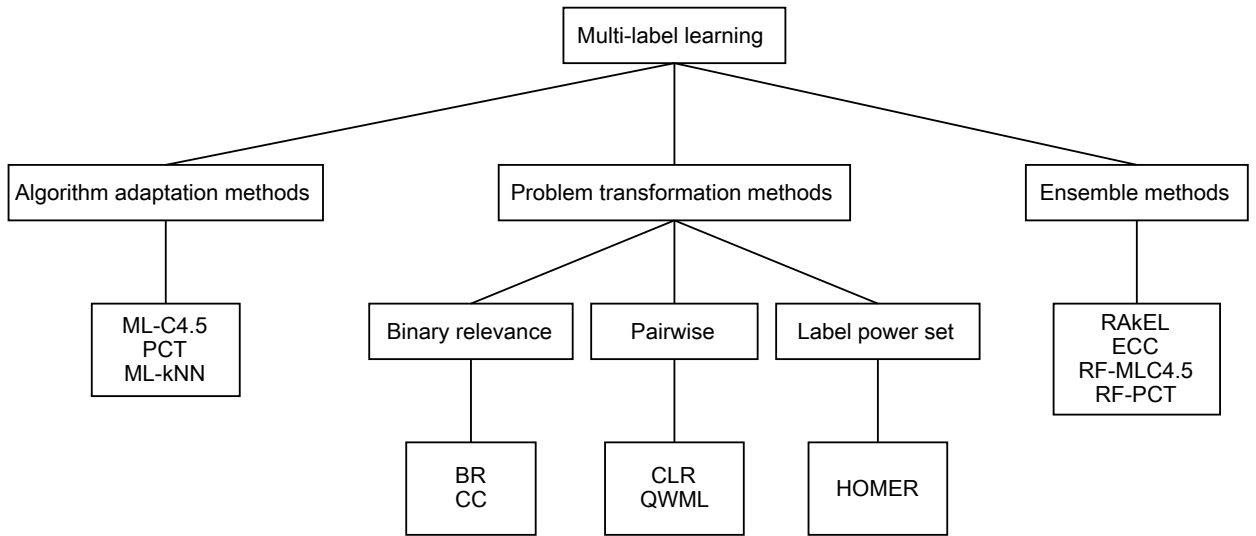 Multi-label learning
Algorithm adaptation methods
Problem transformation methods
Ensemble methods
ML-C4.5
PCT
ML-kNN
Binary relevance
Pairwise
Label power set
RAkEL
ECC
RF-MLC4.5
RF-PCT
BR
CC
CLR
QWML
HOMER